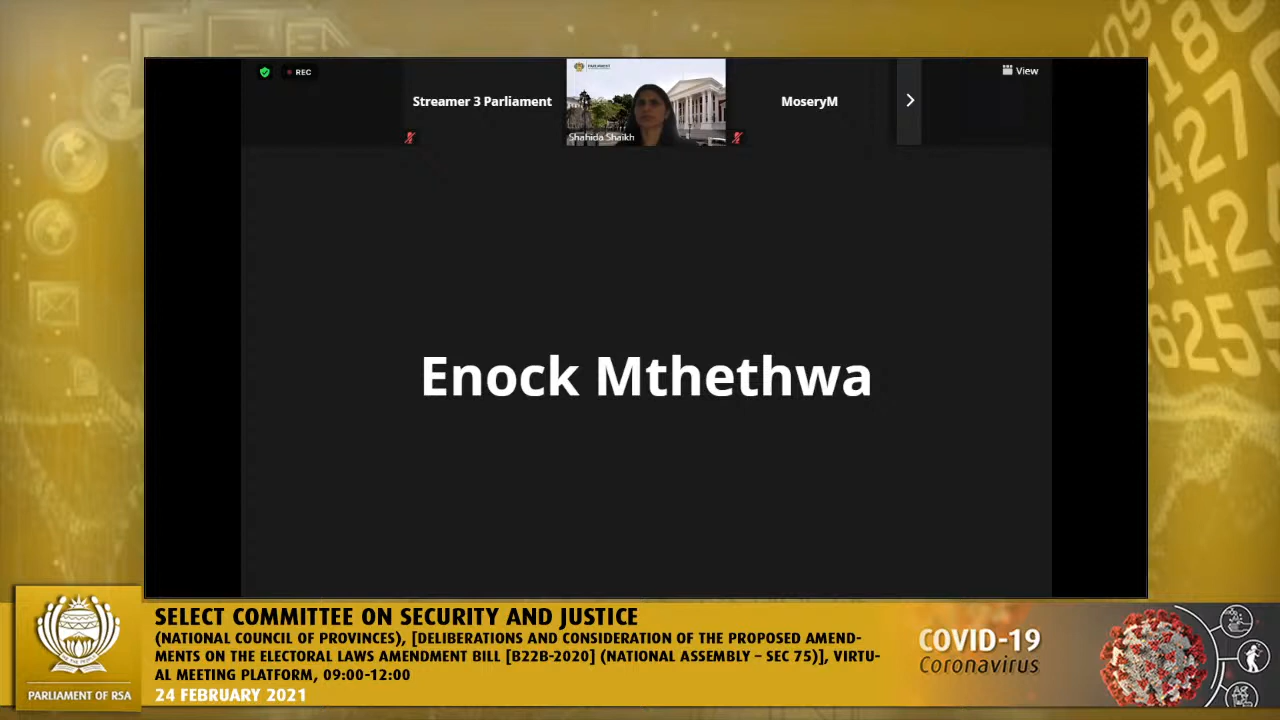 REC
View
Streamer 3 Parliament
PARLIAMENT
Shahida Shaikh
MoseryM
Enock Mthethwa
SELECT COMMITTEE ON SECURITY AND JUSTICE
(NATIONAL COUNCIL OF PROVINCES), [DELIBERATIONS AND CONSIDERATION OF THE PROPOSED AMEND-
MENTS ON THE ELECTORAL LAWS AMENDMENT BILL [B22B-2020] (NATIONAL ASSEMBLY – SEC 75)], VIRTU-
AL MEETING PLATFORM, 09:00-12:00
24 FEBRUARY 2021
PARLIAMENT OF RSA
COVID-19
Coronavirus